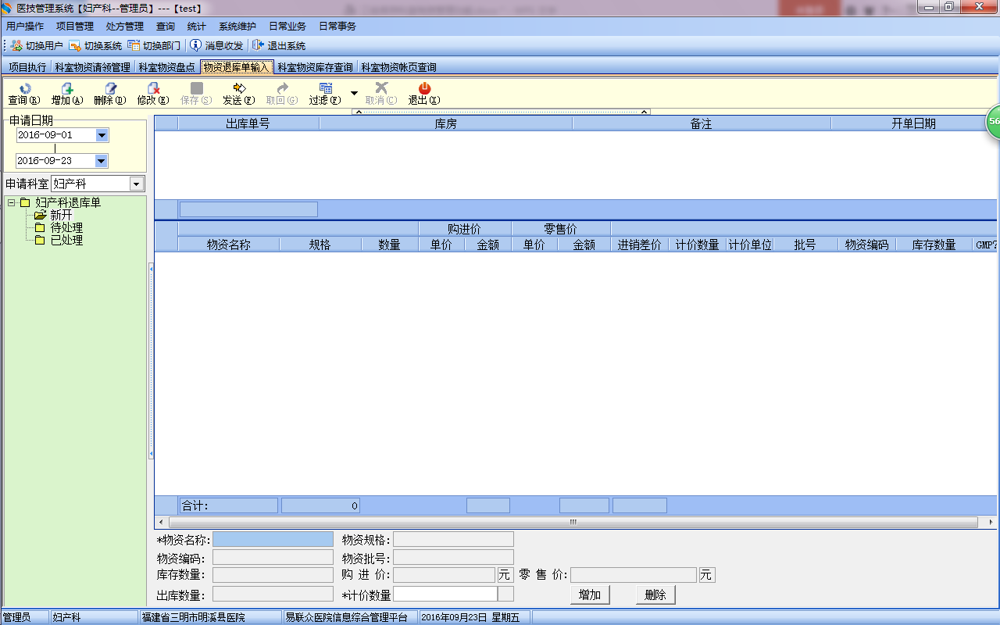 医技管理系统【妇产科--管理员】---【test】
用户操作 项目管理 处方管理 查询 统计 系统维护 日常业务 日常事务
切换用户 切换系统 切换部门 消息收发 退出系统
项目执行 科室物资请领管理 科室物资盘点 物资退库单输入 科室物资库存查询 科室物资帐页查询
查询(R) 增加(A) 删除(D) 修改(E) 保存(S) 发送(F) 取回(G) 过滤(F) 取消(C) 退出(X)
申请日期
2016-09-01
2016-09-23
申请科室 妇产科
妇产科退库单
新开
待处理
已处理
出库单号 库房 备注 开单日期
56
购进价 零售价
物资名称 规格 数量 单价 金额 单价 金额 进销差价 计价数量 计价单位 批号 物资编码 库存数量 GMP?
合计: 0
*物资名称: 物资规格:
物资编码: 物资批号:
库存数量: 购 进 价: 元 零 售 价: 元
出库数量: *计价数量 增加 删除
管理员 妇产科 福建省三明市明溪县医院 易联众医院信息综合管理平台 2016年09月23日 星期五